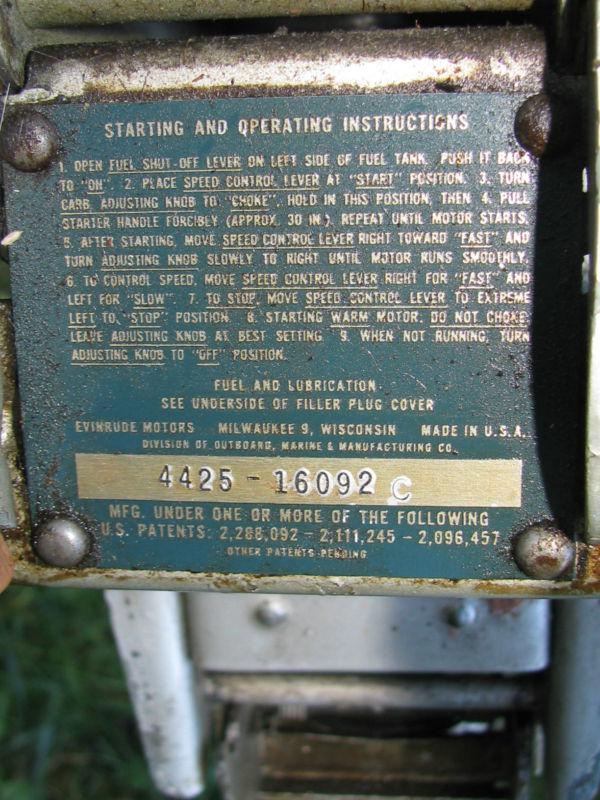 STARTING AND OPERATING INSTRUCTIONS
1. OPEN FUEL SHUT-OFF LEVER ON LEFT SIDE OF FUEL TANK. PUSH IT BACK
TO "ON". 2. PLACE SPEED CONTROL LEVER AT "START" POSITION. 3. TURN
CARB. ADJUSTING KNOB TO "CHOKE". HOLD IN THIS POSITION, THEN 4. PULL
STARTER HANDLE FORCIBLY (APPROX. 30 IN.). REPEAT UNTIL MOTOR STARTS.
5. AFTER STARTING, MOVE SPEED CONTROL LEVER RIGHT TOWARD "FAST" AND
TURN ADJUSTING KNOB SLOWLY TO RIGHT UNTIL MOTOR RUNS SMOOTHLY.
6. TO CONTROL SPEED, MOVE SPEED CONTROL LEVER RIGHT FOR "FAST" AND
LEFT FOR "SLOW". 7. TO STOP, MOVE SPEED CONTROL LEVER TO EXTREME
LEFT TO "STOP" POSITION. 8. STARTING WARM MOTOR. DO NOT CHOKE.
LEAVE ADJUSTING KNOB AT BEST SETTING. 9. WHEN NOT RUNNING, TURN
ADJUSTING KNOB TO "OFF" POSITION.
FUEL AND LUBRICATION
SEE UNDERSIDE OF FILLER PLUG COVER
EVINRUDE MOTORS MILWAUKEE 9, WISCONSIN MADE IN U.S.A.
DIVISION OF OUTBOARD, MARINE & MANUFACTURING CO.
4425 - 16092 C
MFG. UNDER ONE OR MORE OF THE FOLLOWING
U.S. PATENTS: 2,288,092 - 2,111,245 - 2,096,457
OTHER PATENTS PENDING